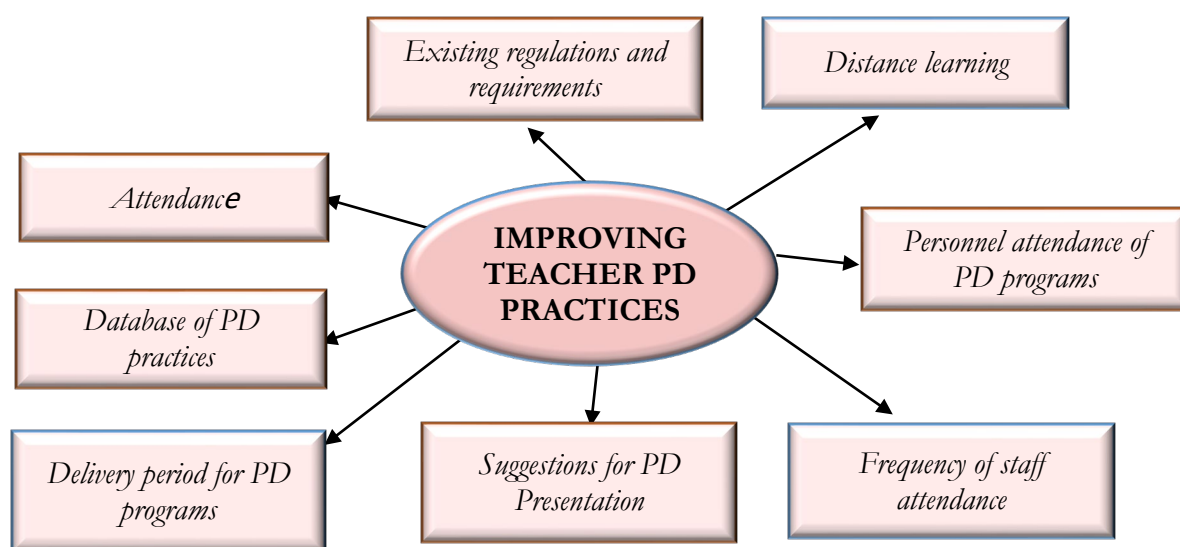 Existing regulations and
requirements
Distance learning
Attendance
IMPROVING
TEACHER PD
PRACTICES
Personnel attendance of
PD programs
Database of PD
practices
Delivery period for PD
programs
Suggestions for PD
Presentation
Frequency of staff
attendance